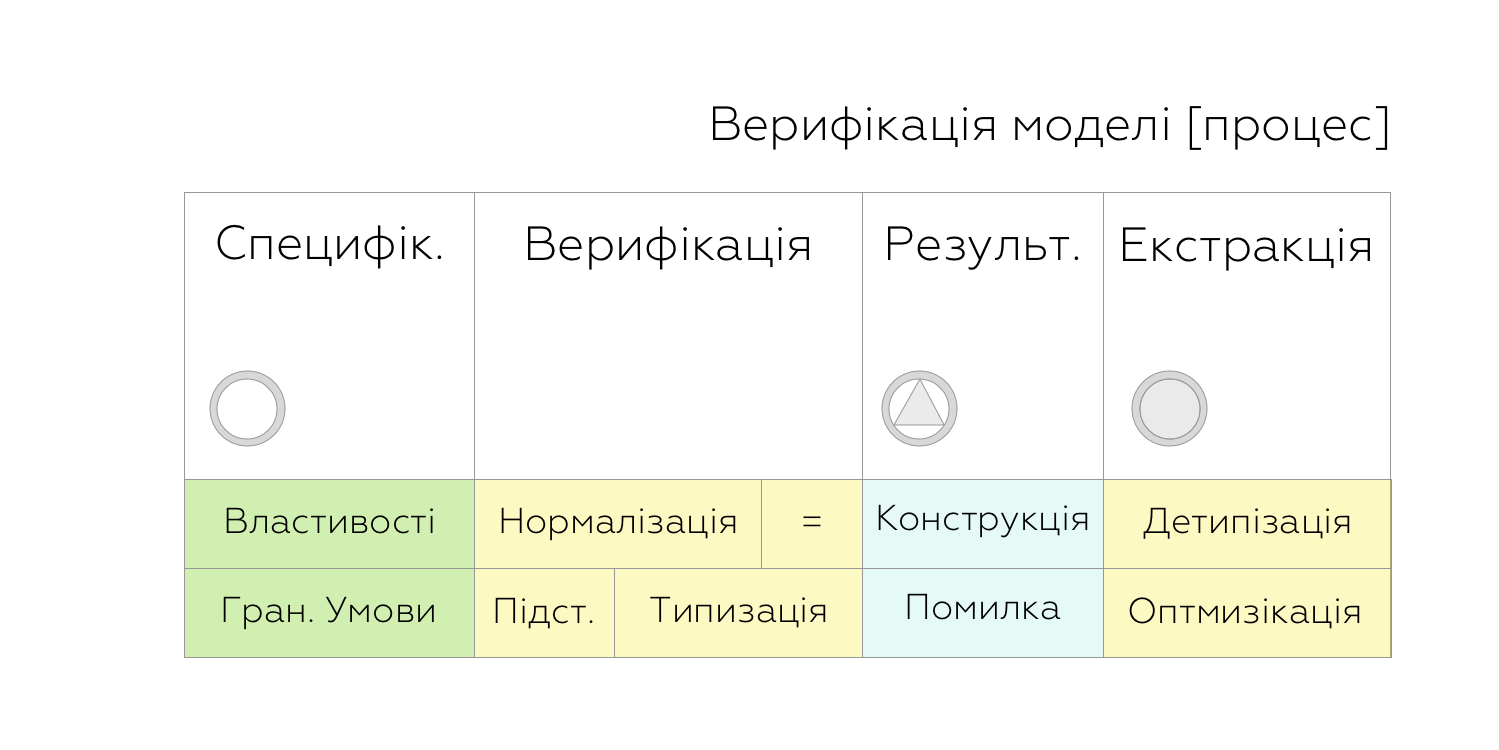 Верифікація моделі [процес]
Специфік.
Верифікація
Результ.
Екстракція
Властивості
Нормалізація
=
Конструкція
Детипізація
Гран. Умови
Підст.
Типизація
Помилка
Оптмизікація